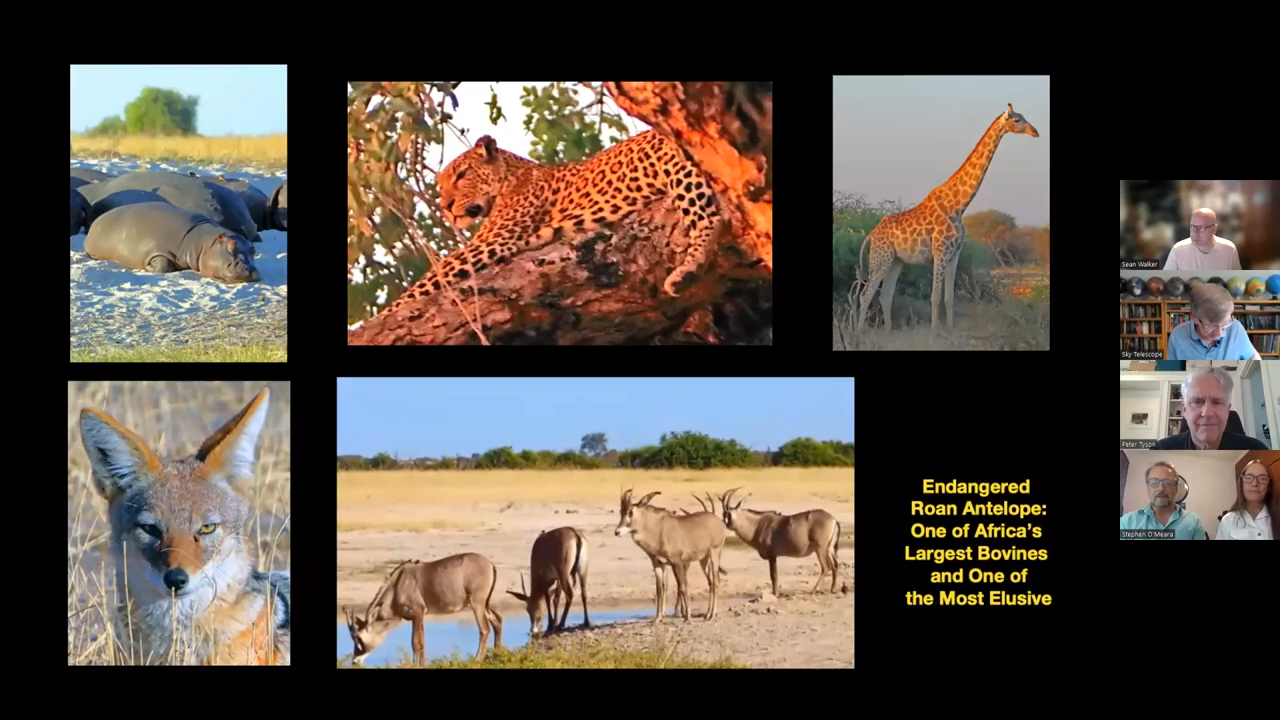 Endangered
Roan Antelope:
One of Africa's
Largest Bovines
and One of
the Most Elusive
Sean Walker
Sky Telescope
Peter Tyson
Stephen O'Meara